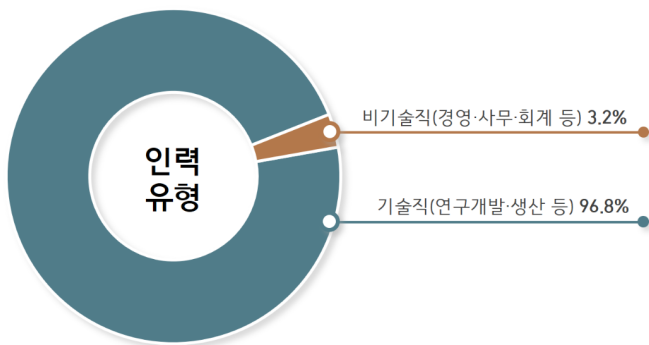 인력
유형
비기술직(경영·사무·회계 등) 3.2%
기술직(연구개발·생산 등) 96.8%